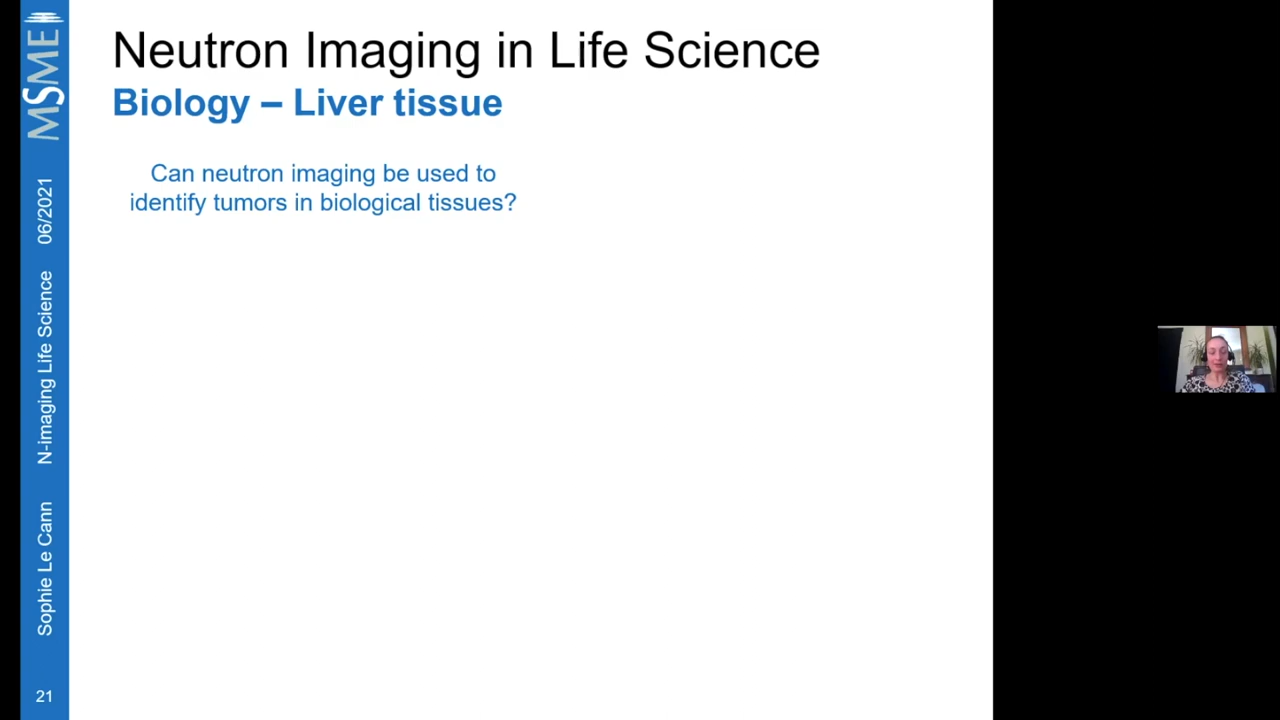 Neutron Imaging in Life Science
Biology – Liver tissue
Can neutron imaging be used to
identify tumors in biological tissues?
MSME
06/2021
N-imaging Life Science
Sophie Le Cann
21